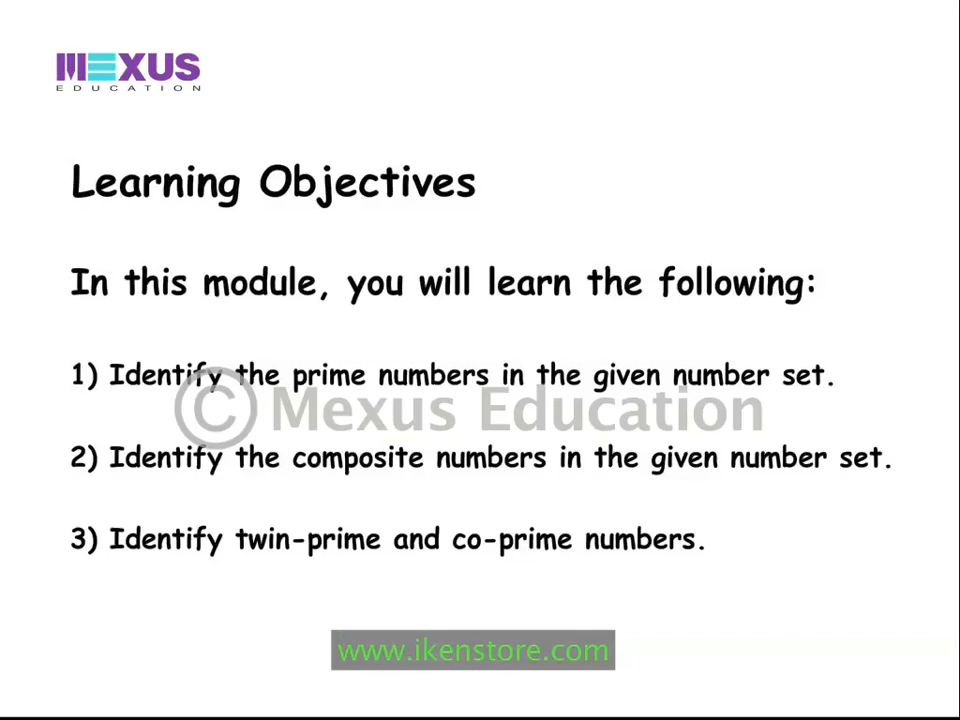 MEXUS
EDUCATION
Learning Objectives
In this module, you will learn the following:
1) Identify the prime numbers in the given number set.
© Mexus Education
2) Identify the composite numbers in the given number set.
3) Identify twin-prime and co-prime numbers.
www.ikenstore.com